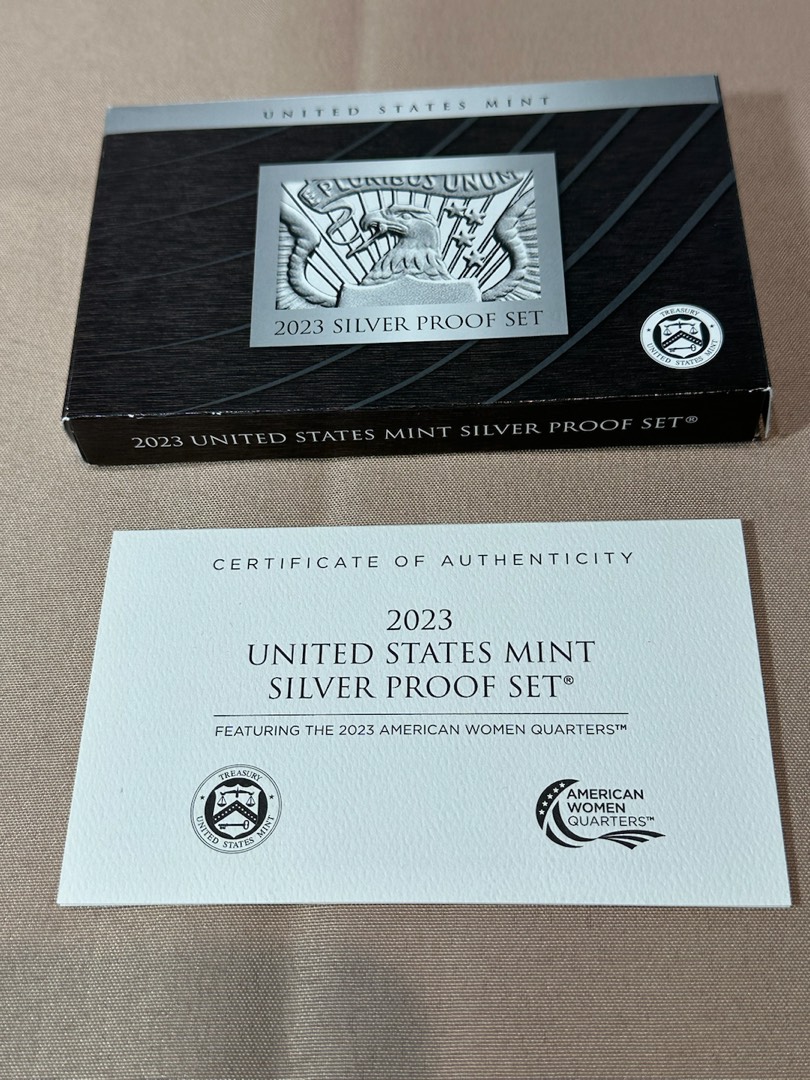 UNITED STATES MINT
E PLURIBUS UNUM
2023 SILVER PROOF SET
TREASURY
UNITED STATES MINT
2023 UNITED STATES MINT SILVER PROOF SET®
CERTIFICATE OF AUTHENTICITY
2023
UNITED STATES MINT
SILVER PROOF SET®
FEATURING THE 2023 AMERICAN WOMEN QUARTERS™
TREASURY
UNITED STATES MINT
AMERICAN
WOMEN
QUARTERS™